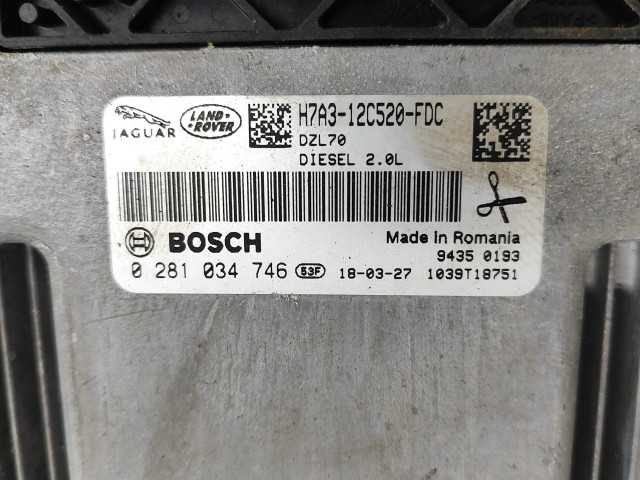 JAGUAR
LAND-ROVER
H7A3-12C520-FDC
DZL70
DIESEL 2.0L
BOSCH
Made in Romania
9435 0193
0 281 034 746 53F 18-03-27 1039T18751